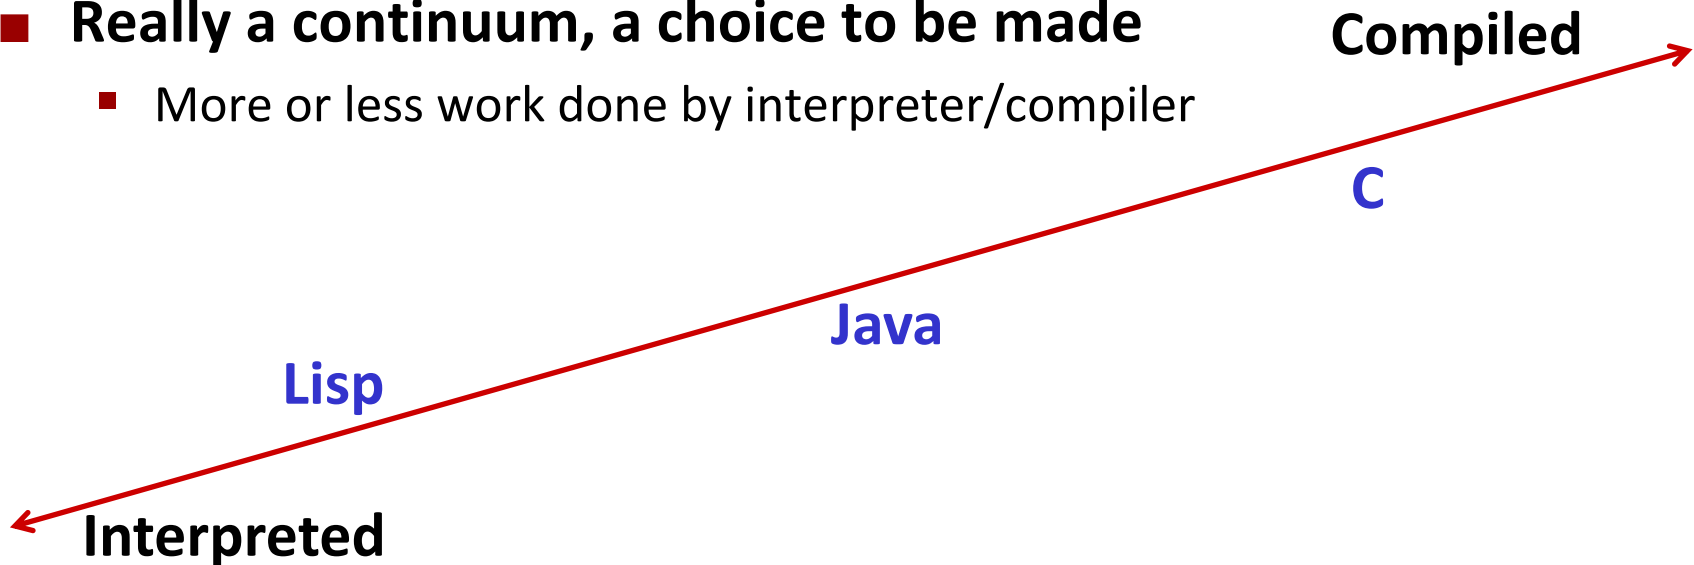 Really a continuum, a choice to be made
Compiled
More or less work done by interpreter/compiler
C
Java
Lisp
Interpreted